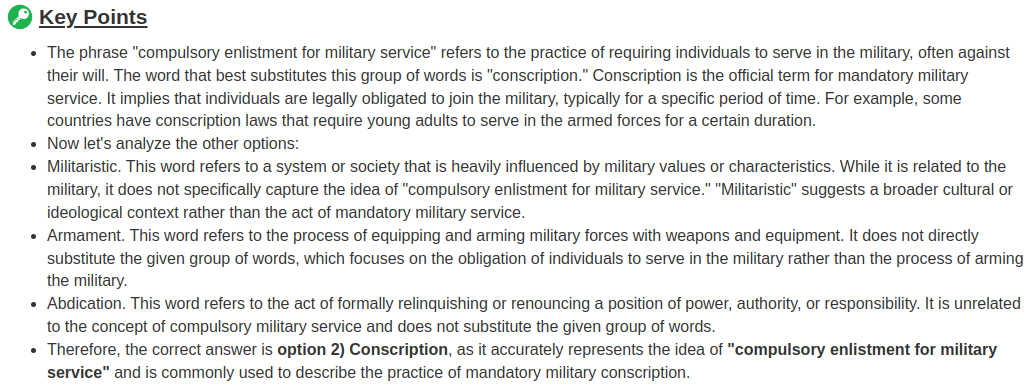 Key Points
The phrase "compulsory enlistment for military service" refers to the practice of requiring individuals to serve in the military, often against
their will. The word that best substitutes this group of words is "conscription." Conscription is the official term for mandatory military
service. It implies that individuals are legally obligated to join the military, typically for a specific period of time. For example, some
countries have conscription laws that require young adults to serve in the armed forces for a certain duration.
Now let's analyze the other options:
Militaristic. This word refers to a system or society that is heavily influenced by military values or characteristics. While it is related to the
military, it does not specifically capture the idea of "compulsory enlistment for military service." "Militaristic" suggests a broader cultural or
ideological context rather than the act of mandatory military service.
Armament. This word refers to the process of equipping and arming military forces with weapons and equipment. It does not directly
substitute the given group of words, which focuses on the obligation of individuals to serve in the military rather than the process of arming
the military.
Abdication. This word refers to the act of formally relinquishing or renouncing a position of power, authority, or responsibility. It is unrelated
to the concept of compulsory military service and does not substitute the given group of words.
Therefore, the correct answer is option 2) Conscription, as it accurately represents the idea of "compulsory enlistment for military
service" and is commonly used to describe the practice of mandatory military conscription.